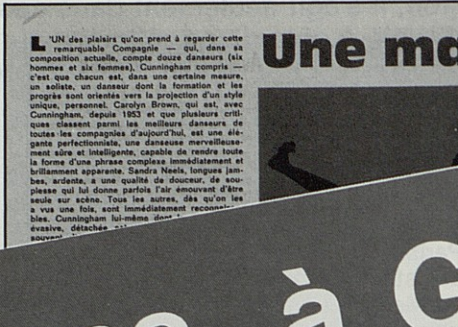 L'UN des plaisirs qu'on prend à regarder cette
remarquable Compagnie — qui, dans sa
composition actuelle, compte douze danseurs (six
hommes et six femmes), Cunningham compris —
c'est que chacun est, dans une certaine mesure,
un soliste, un danseur dont la formation et les
progrès sont orientés vers la projection d'un style
unique, personnel. Carolyn Brown, qui est, avec
Cunningham, depuis 1953 et que plusieurs criti-
ques classent parmi les meilleurs danseurs de
toutes les compagnies d'aujourd'hui, est une élé-
gante perfectionniste, une danseuse merveilleuse-
ment sûre et intelligente, capable de rendre toute
la forme d'une phrase complexe immédiatement et
brillamment apparente. Sandra Neels, longues jam-
bes, ardente, a une qualité de douceur, de sou-
plesse qui lui donne parfois l'air émouvant d'être
seule sur scène. Tous les autres, dès qu'on les
a vus une fois, sont immédiatement reconnaissa-
bles. Cunningham lui-même dont
évasive, détachée
souvent
Une ma
à G